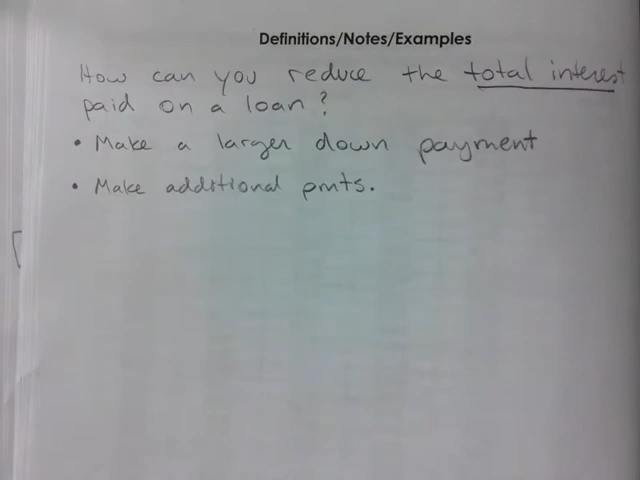 Definitions/Notes/Examples
How can you reduce the total interest
paid on a loan?
• Make a larger down payment
• Make additional pmts.